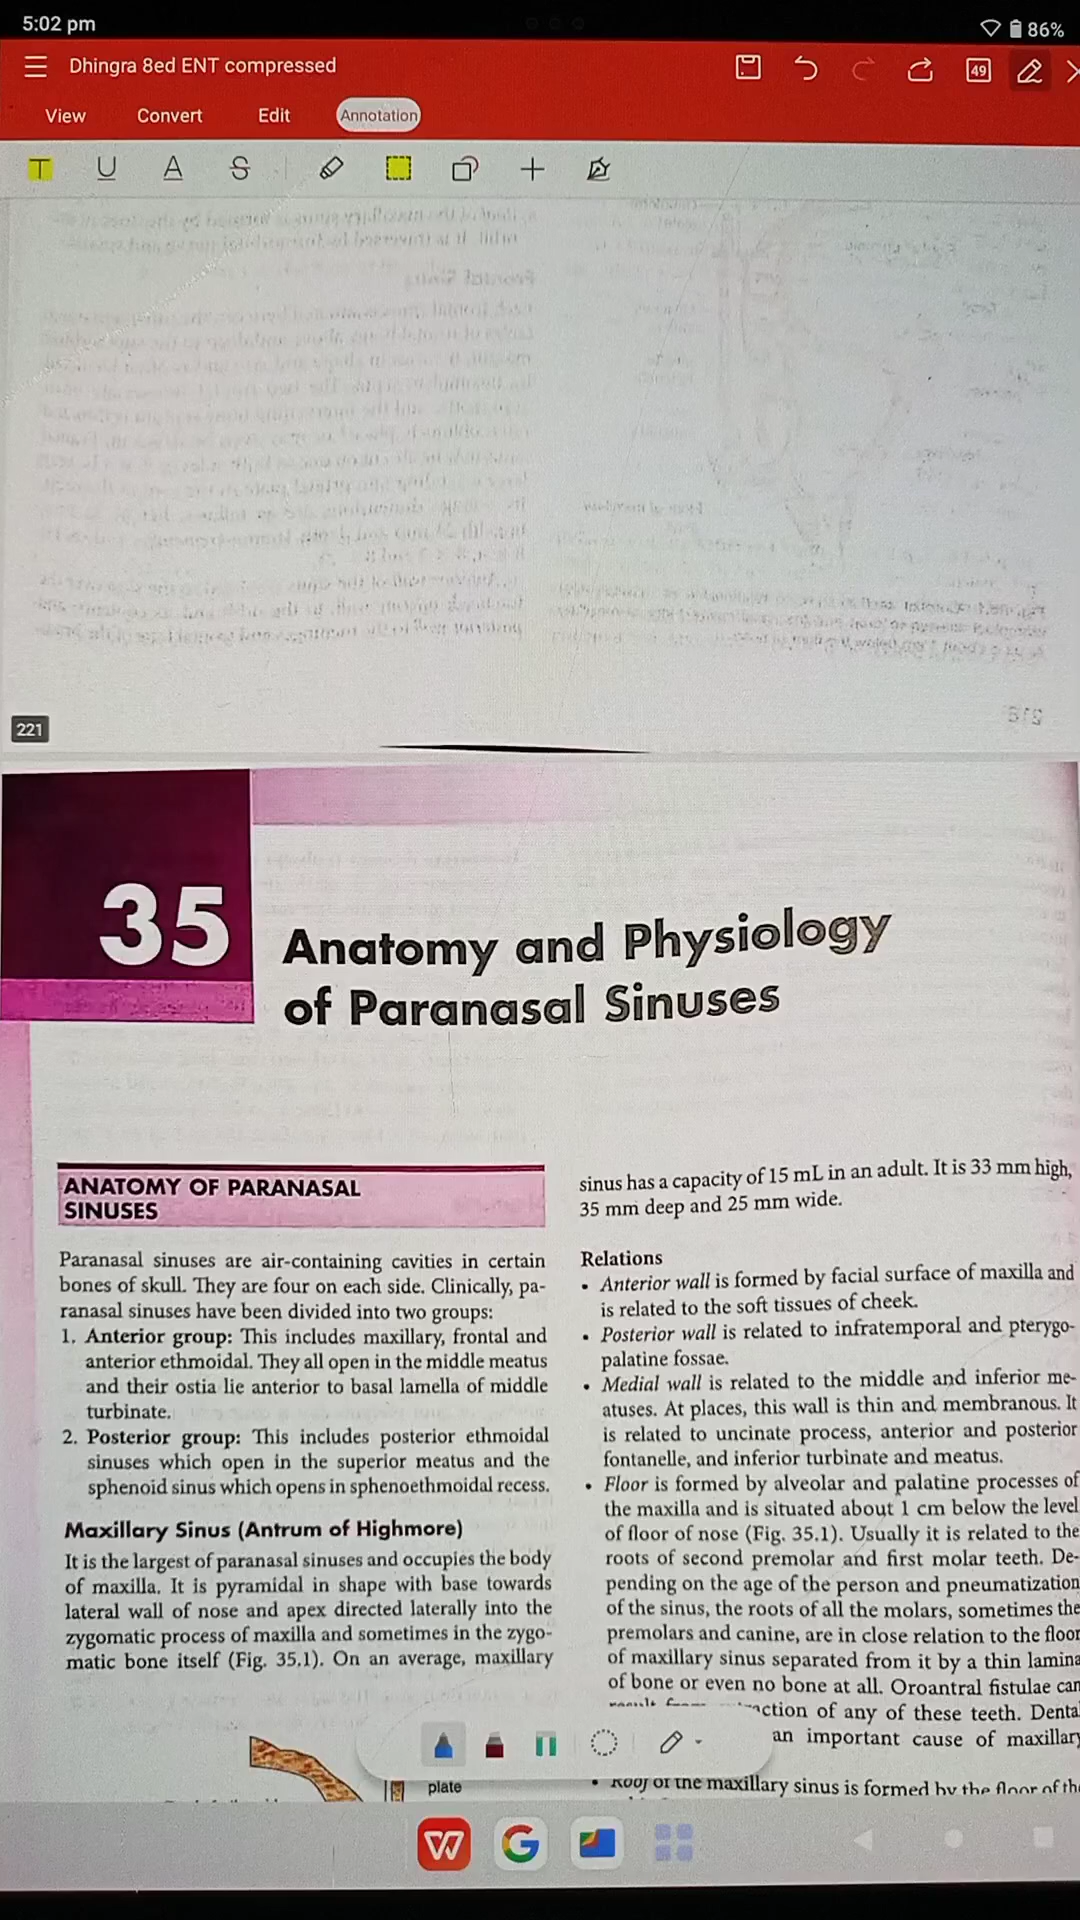 5:02 pm
86%
Dhingra 8ed ENT compressed
49
View Convert Edit Annotation
T U A S
221
35
Anatomy and Physiology
of Paranasal Sinuses
ANATOMY OF PARANASAL
SINUSES
Paranasal sinuses are air-containing cavities in certain
bones of skull. They are four on each side. Clinically, pa-
ranasal sinuses have been divided into two groups:
1. Anterior group: This includes maxillary, frontal and
anterior ethmoidal. They all open in the middle meatus
and their ostia lie anterior to basal lamella of middle
turbinate.
2. Posterior group: This includes posterior ethmoidal
sinuses which open in the superior meatus and the
sphenoid sinus which opens in sphenoethmoidal recess.
Maxillary Sinus (Antrum of Highmore)
It is the largest of paranasal sinuses and occupies the body
of maxilla. It is pyramidal in shape with base towards
lateral wall of nose and apex directed laterally into the
zygomatic process of maxilla and sometimes in the zygo-
matic bone itself (Fig. 35.1). On an average, maxillary
plate
sinus has a capacity of 15 mL in an adult. It is 33 mm high,
35 mm deep and 25 mm wide.
Relations
• Anterior wall is formed by facial surface of maxilla and
is related to the soft tissues of cheek.
• Posterior wall is related to infratemporal and pterygo-
palatine fossae.
• Medial wall is related to the middle and inferior me-
atuses. At places, this wall is thin and membranous. It
is related to uncinate process, anterior and posterior
fontanelle, and inferior turbinate and meatus.
• Floor is formed by alveolar and palatine processes of
the maxilla and is situated about 1 cm below the level
of floor of nose (Fig. 35.1). Usually it is related to the
roots of second premolar and first molar teeth. De-
pending on the age of the person and pneumatization
of the sinus, the roots of all the molars, sometimes the
premolars and canine, are in close relation to the floor
of maxillary sinus separated from it by a thin lamina
of bone or even no bone at all. Oroantral fistulae can
of any of these teeth. Dental
an important cause of maxillary
• Roof of the maxillary sinus is formed by the floor of the